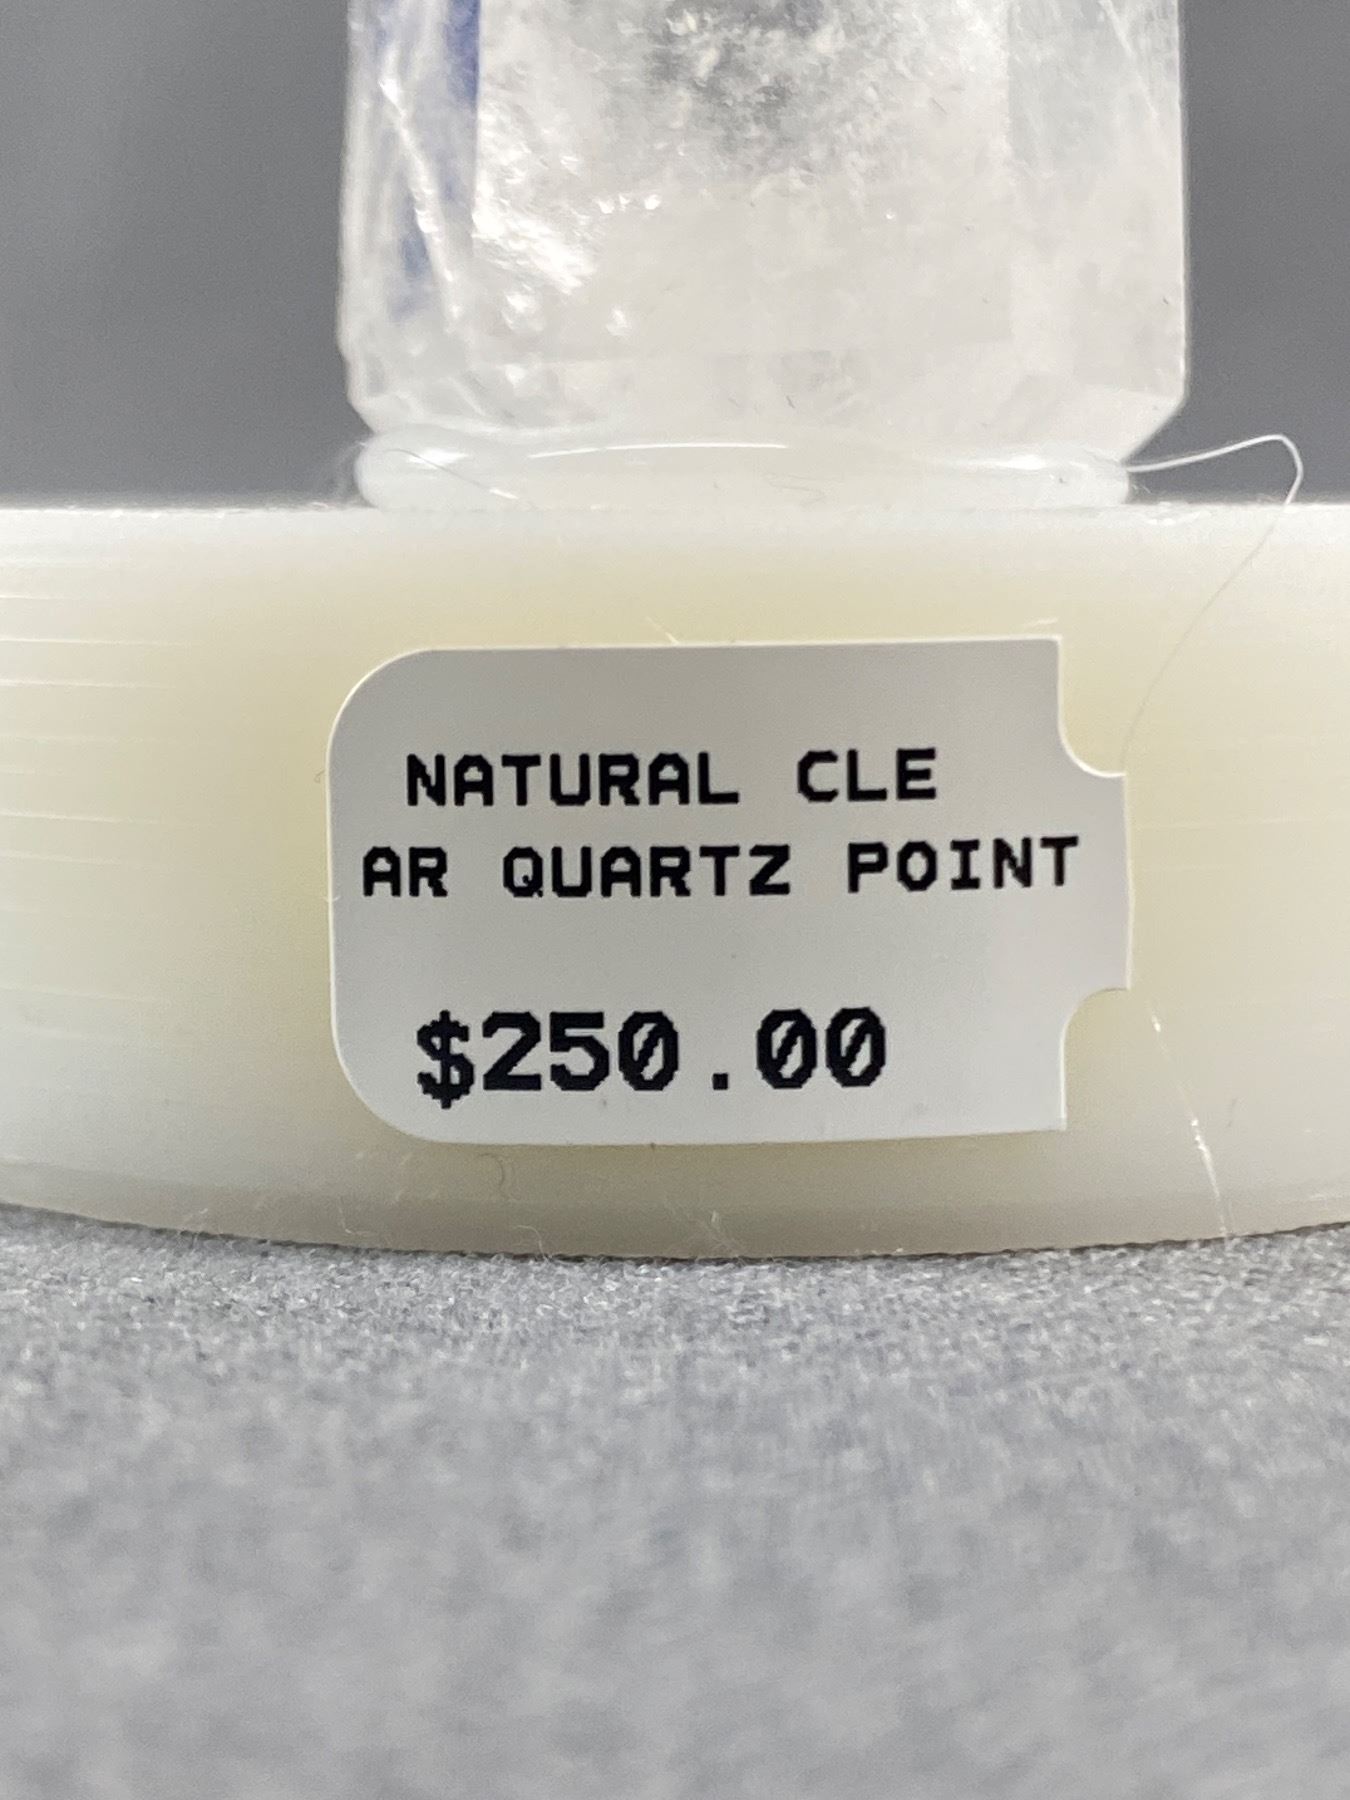 NATURAL CLE
AR QUARTZ POINT
$250.00